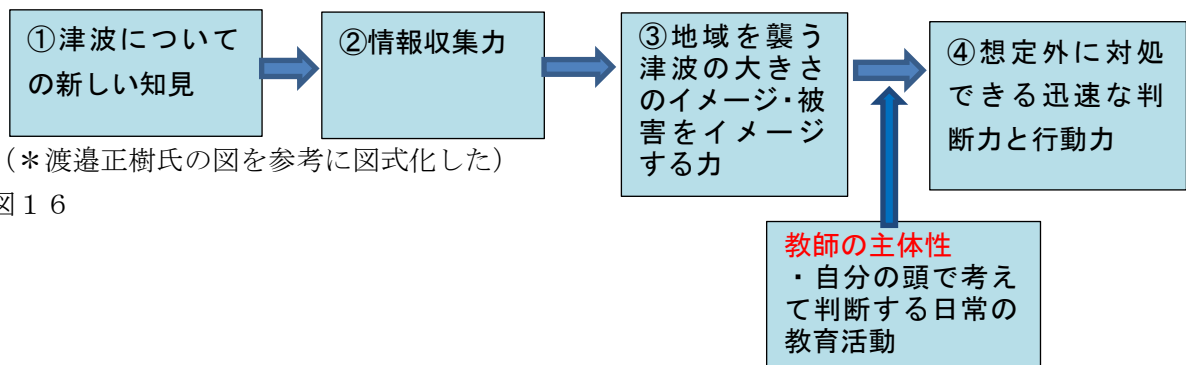 ①津波について
の新しい知見
②情報収集力
③地域を襲う
津波の大きさ
のイメージ・被
害をイメージ
する力
④想定外に対処
できる迅速な判
断力と行動力
(＊渡邉正樹氏の図を参考に図式化した)
図１６
教師の主体性
・自分の頭で考え
て判断する日常の
教育活動